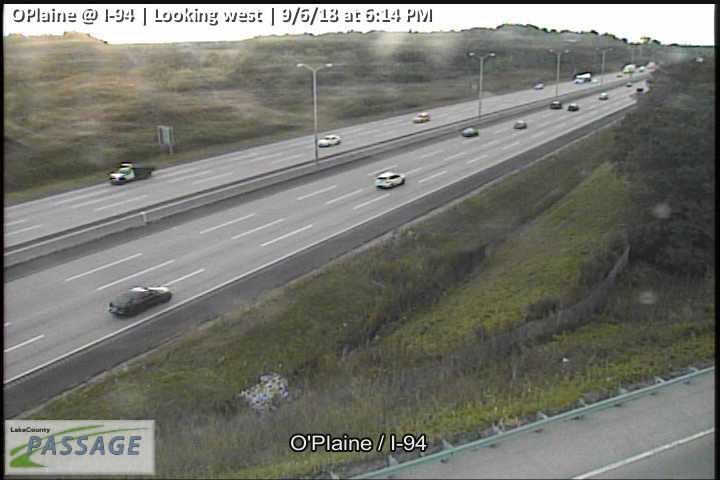 OPlaine @ I-94 | Looking west | 9/6/18 at 6:14 PM
O'Plaine / I-94
LakeCounty
PASSAGE